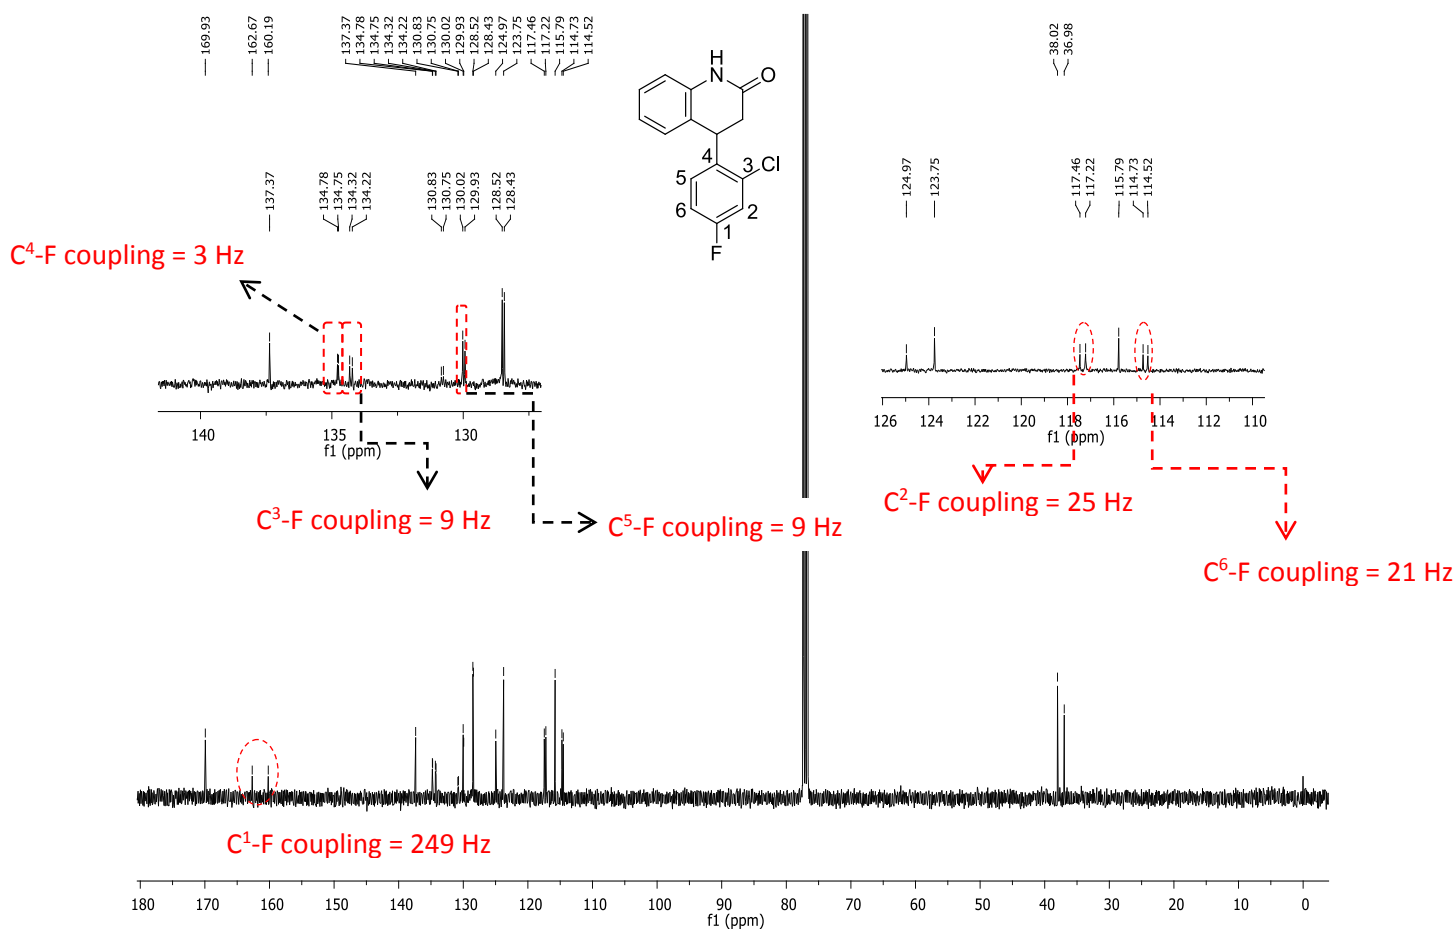 169.93
162.67
160.19
137.37
134.78
134.75
134.32
134.22
130.83
130.75
130.02
129.93
128.52
128.43
124.97
123.75
117.46
117.22
115.79
114.73
114.52
38.02
36.98
N
H
O
Cl
F
4
3
5
2
6
1
137.37
134.78
134.75
134.32
134.22
130.83
130.75
130.02
129.93
128.52
128.43
124.97
123.75
117.46
117.22
115.79
114.73
114.52
C4-F coupling = 3 Hz
140 135 130
f1 (ppm)
126 124 122 120 118 116 114 112 110
f1 (ppm)
C3-F coupling = 9 Hz
C5-F coupling = 9 Hz
C2-F coupling = 25 Hz
C6-F coupling = 21 Hz
C1-F coupling = 249 Hz
180 170 160 150 140 130 120 110 100 90 80 70 60 50 40 30 20 10 0
f1 (ppm)